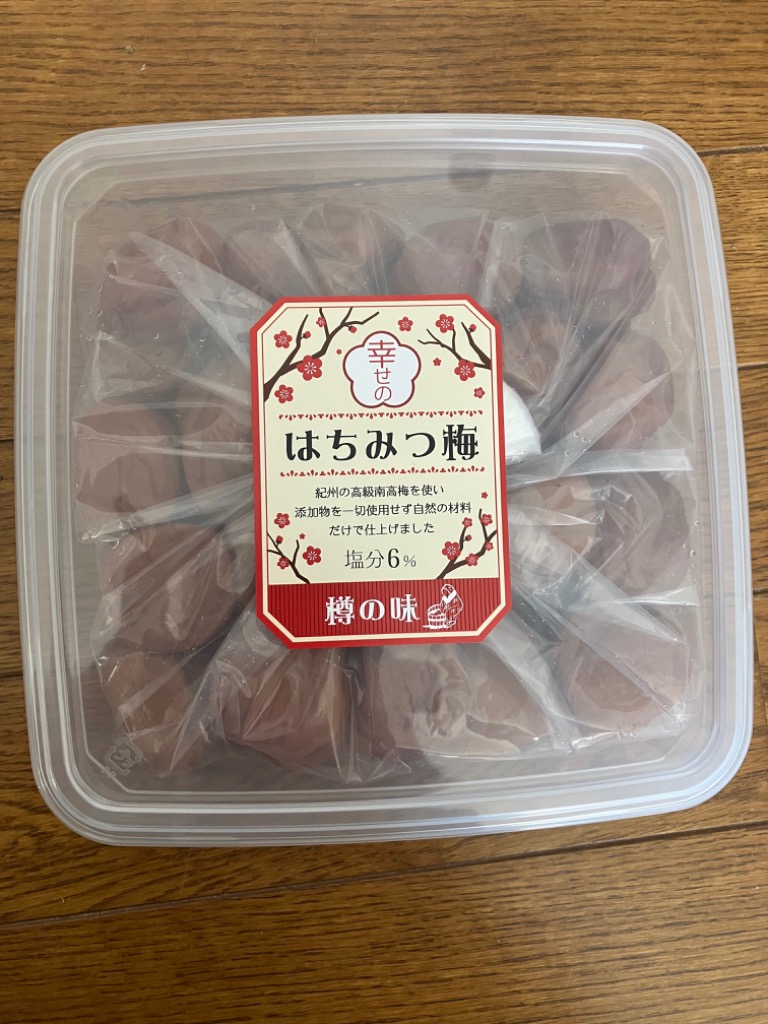 幸せの
はちみつ梅
紀州の高級南高梅を使い
添加物を一切使用せず自然の材料
だけで仕上げました
塩分6%
樽の味